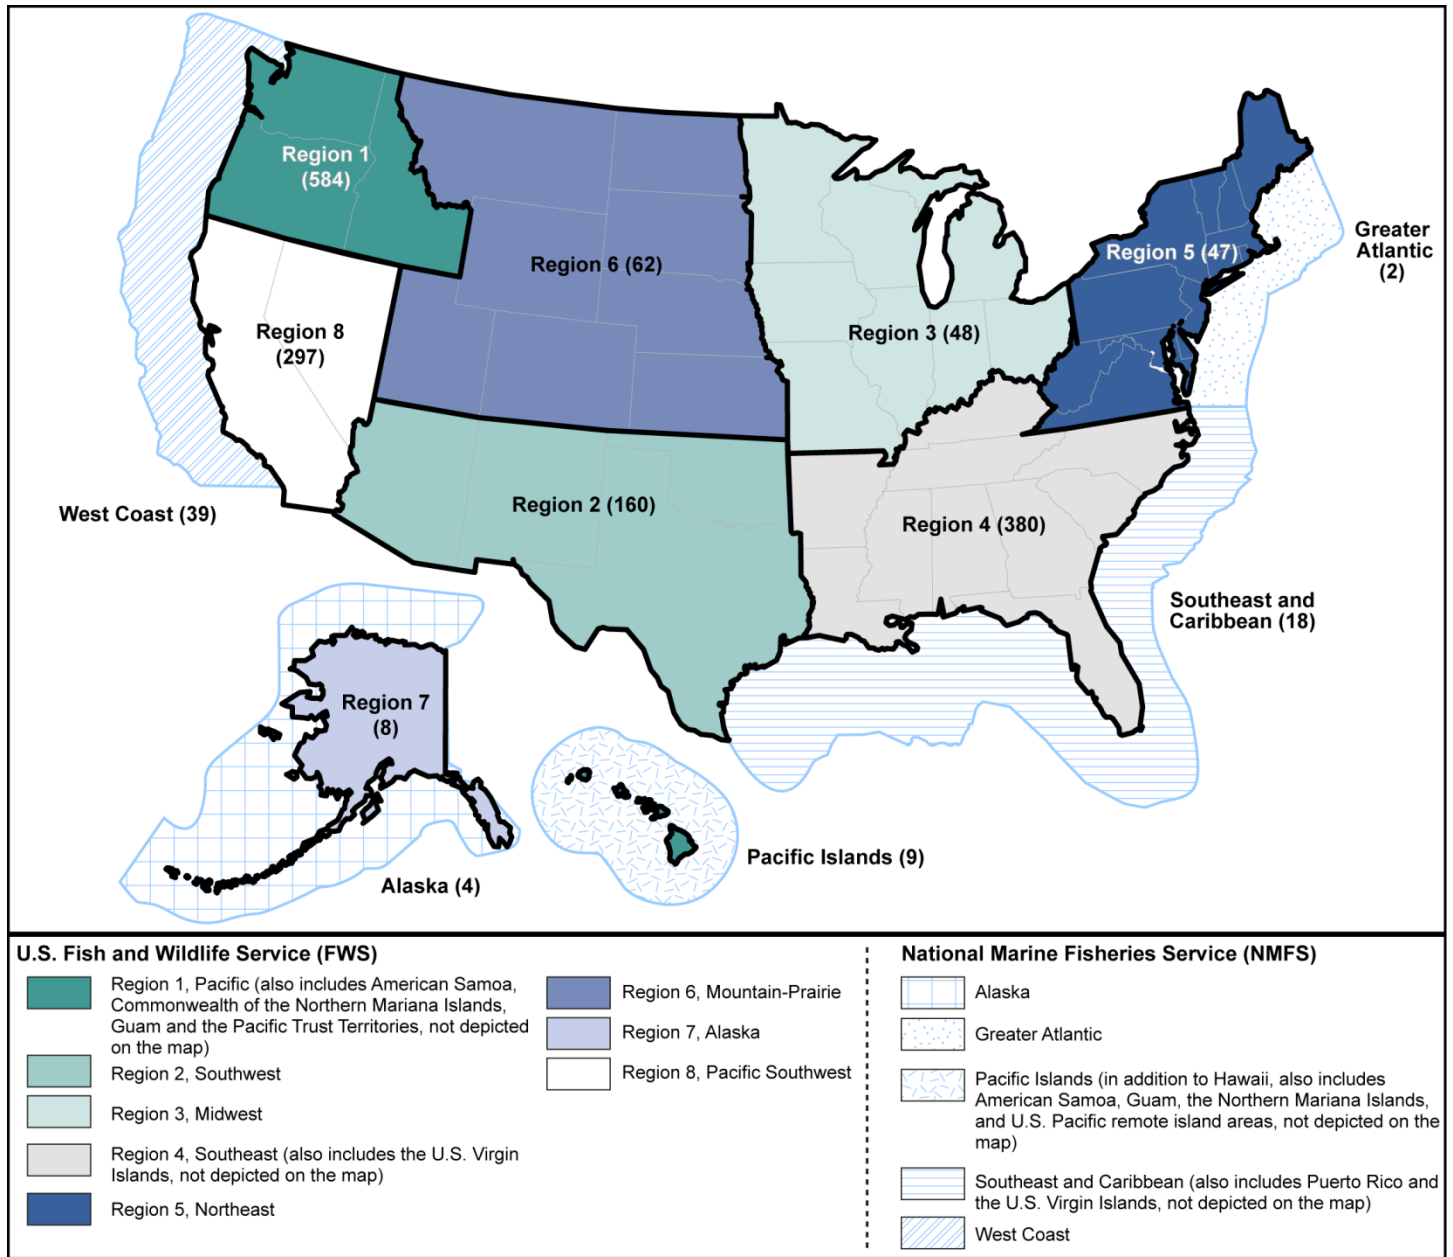 Region 1
(584)
Greater
Atlantic
(2)
Region 5 (47)
Region 6 (62)
Region 8
(297)
Region 3 (48)
West Coast (39)
Region 2 (160)
Region 4 (380)
Southeast and
Caribbean (18)
Region 7
(8)
Pacific Islands (9)
Alaska (4)
U.S. Fish and Wildlife Service (FWS)
Region 1, Pacific (also includes American Samoa,
Commonwealth of the Northern Mariana Islands,
Guam and the Pacific Trust Territories, not depicted
on the map)
Region 2, Southwest
Region 3, Midwest
Region 4, Southeast (also includes the U.S. Virgin
Islands, not depicted on the map)
Region 5, Northeast
Region 6, Mountain-Prairie
Region 7, Alaska
Region 8, Pacific Southwest
National Marine Fisheries Service (NMFS)
Alaska
Greater Atlantic
Pacific Islands (in addition to Hawaii, also includes
American Samoa, Guam, the Northern Mariana Islands,
and U.S. Pacific remote island areas, not depicted on the
map)
Southeast and Caribbean (also includes Puerto Rico and
the U.S. Virgin Islands, not depicted on the map)
West Coast